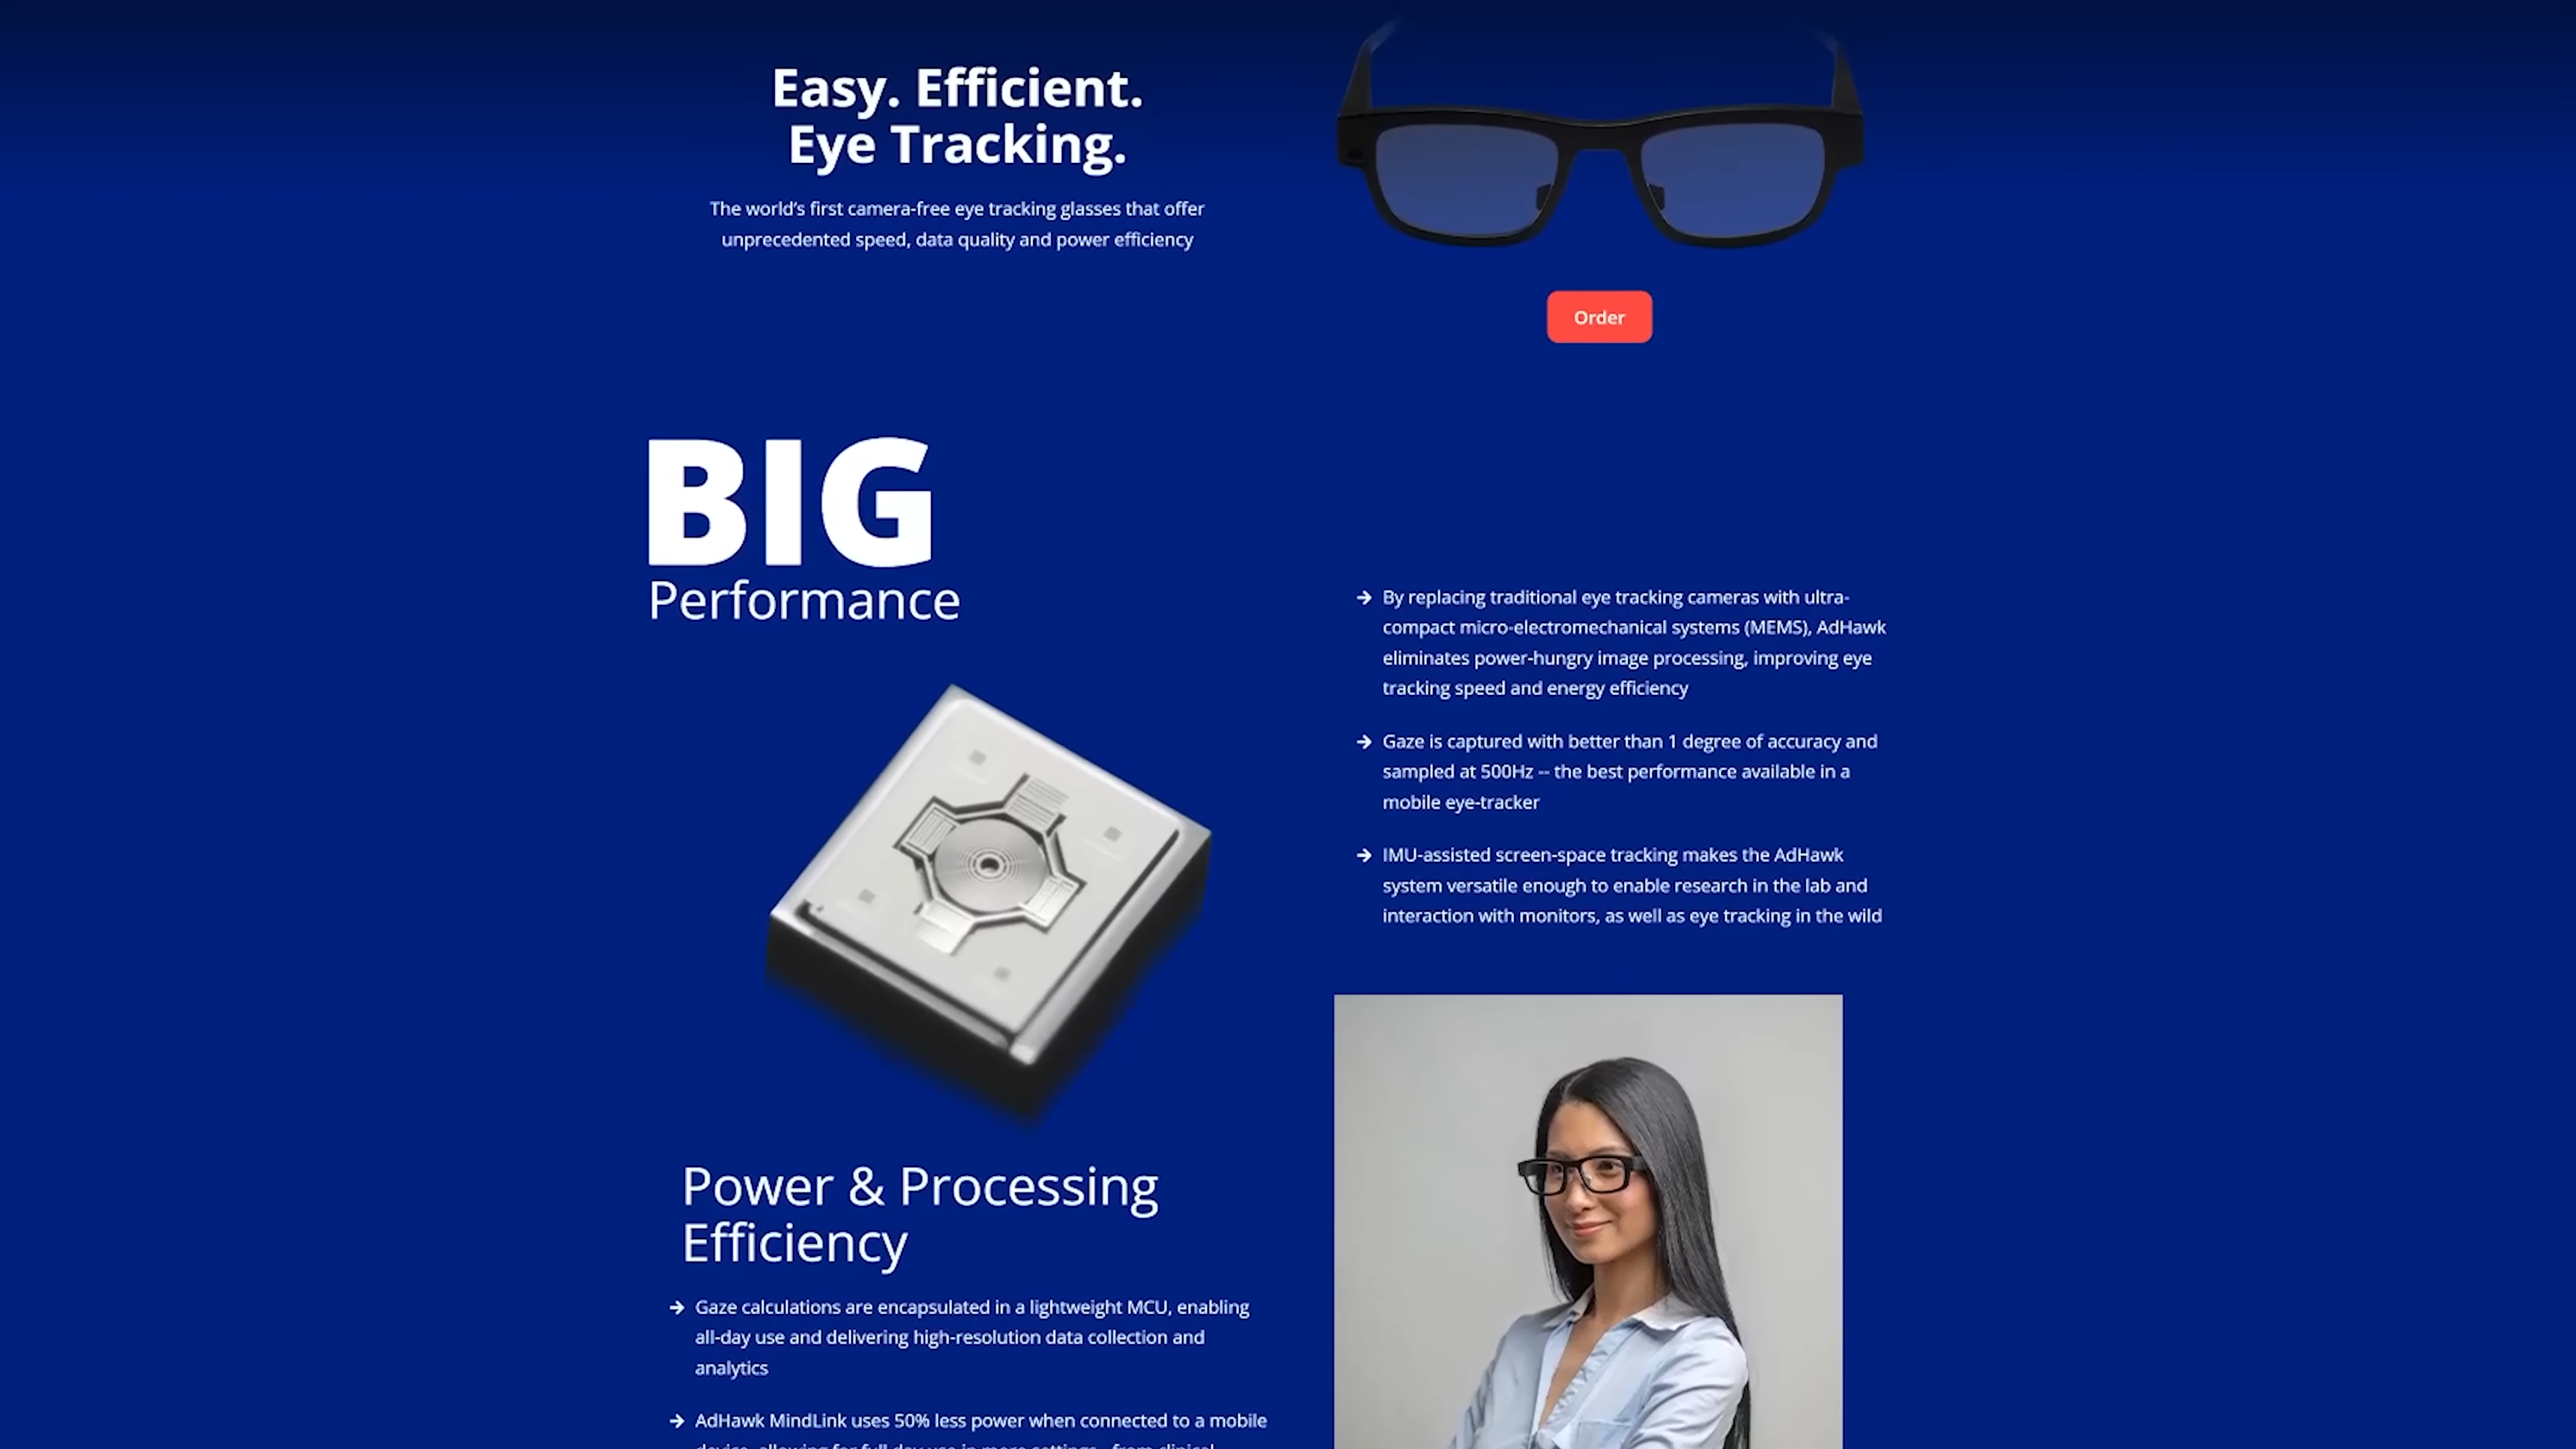 Easy. Efficient.
Eye Tracking.
The world's first camera-free eye tracking glasses that offer
unprecedented speed, data quality and power efficiency
Order
BIG
Performance
→ By replacing traditional eye tracking cameras with ultra-
compact micro-electromechanical systems (MEMS), AdHawk
eliminates power-hungry image processing, improving eye
tracking speed and energy efficiency
→ Gaze is captured with better than 1 degree of accuracy and
sampled at 500Hz -- the best performance available in a
mobile eye-tracker
→ IMU-assisted screen-space tracking makes the AdHawk
system versatile enough to enable research in the lab and
interaction with monitors, as well as eye tracking in the wild
Power & Processing
Efficiency
→ Gaze calculations are encapsulated in a lightweight MCU, enabling
all-day use and delivering high-resolution data collection and
analytics
→ AdHawk MindLink uses 50% less power when connected to a mobile